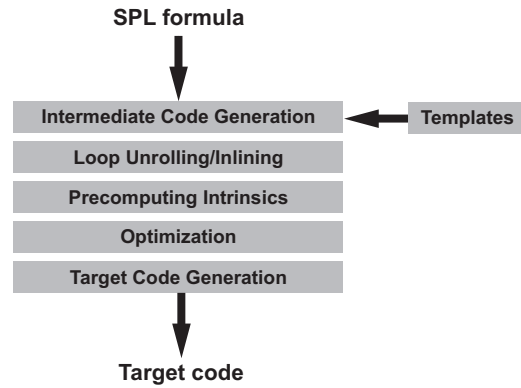 SPL formula
Intermediate Code Generation
Templates
Loop Unrolling/Inlining
Precomputing Intrinsics
Optimization
Target Code Generation
Target code